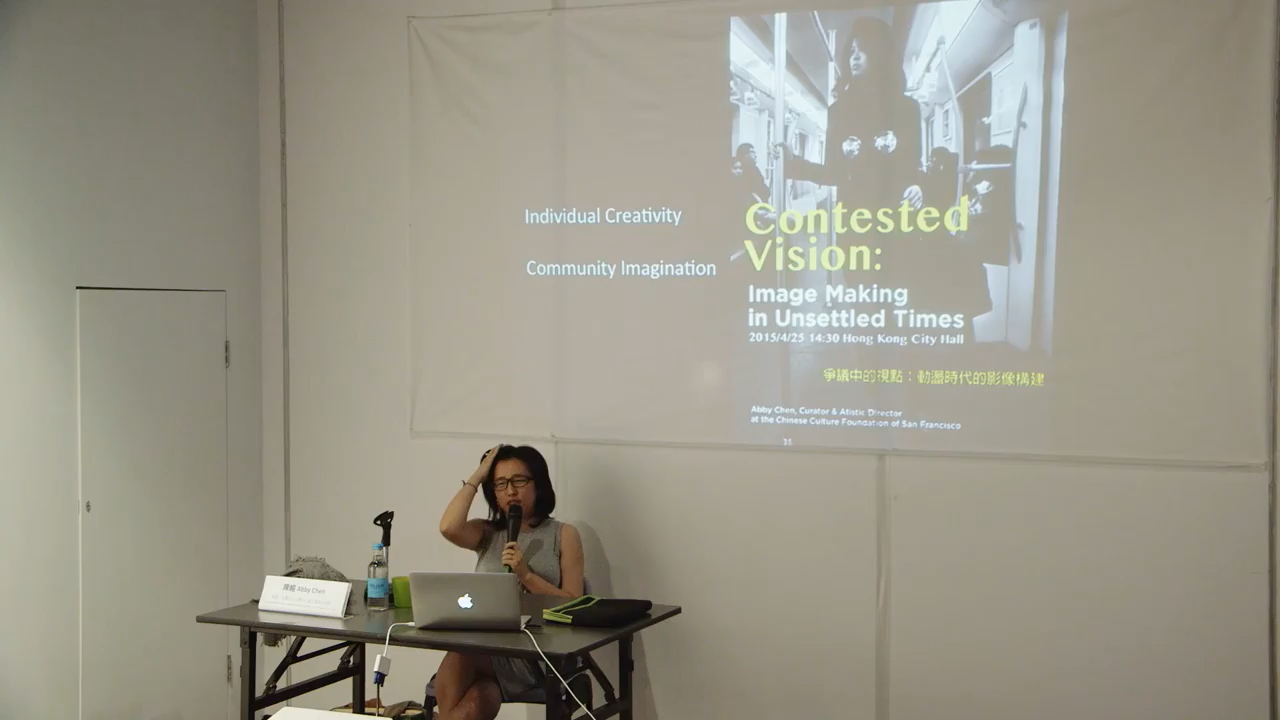 Individual Creativity
Community Imagination
Contested
Vision:
Image Making
in Unsettled Times
2015/4/25 14:30 Hong Kong City Hall
爭議中的視點：動盪時代的影像構建
Abby Chen, Curator & Atistic Director
at the Chinese Culture Foundation of San Francisco
35
Abby Chen